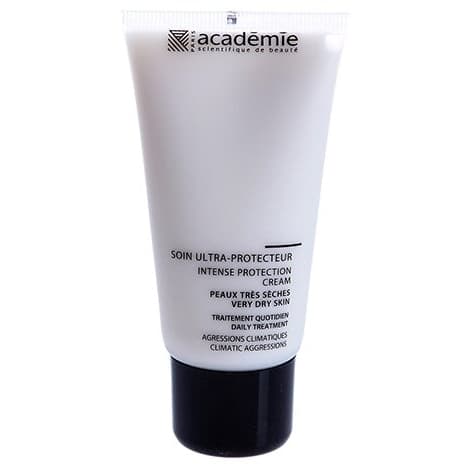 PARIS
académie
scientifique de beauté
SOIN ULTRA-PROTECTEUR
INTENSE PROTECTION
CREAM
PEAUX TRÈS SÈCHES
VERY DRY SKIN
TRAITEMENT QUOTIDIEN
DAILY TREATMENT
AGRESSIONS CLIMATIQUES
CLIMATIC AGGRESSIONS